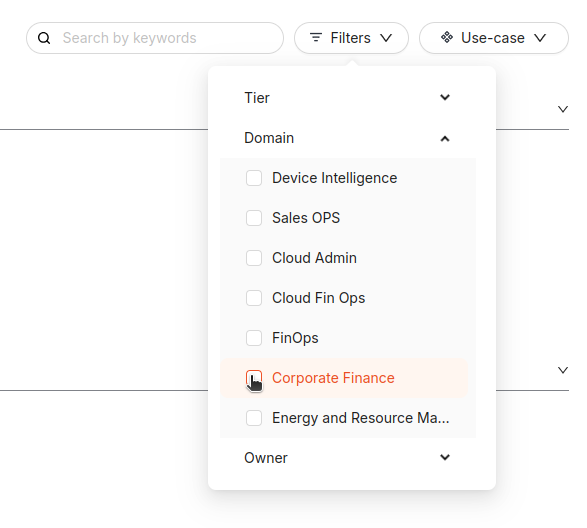 Search by keywords
Filters
Use-case
Tier
Domain
Device Intelligence
Sales OPS
Cloud Admin
Cloud Fin Ops
FinOps
Corporate Finance
Energy and Resource Ma...
Owner